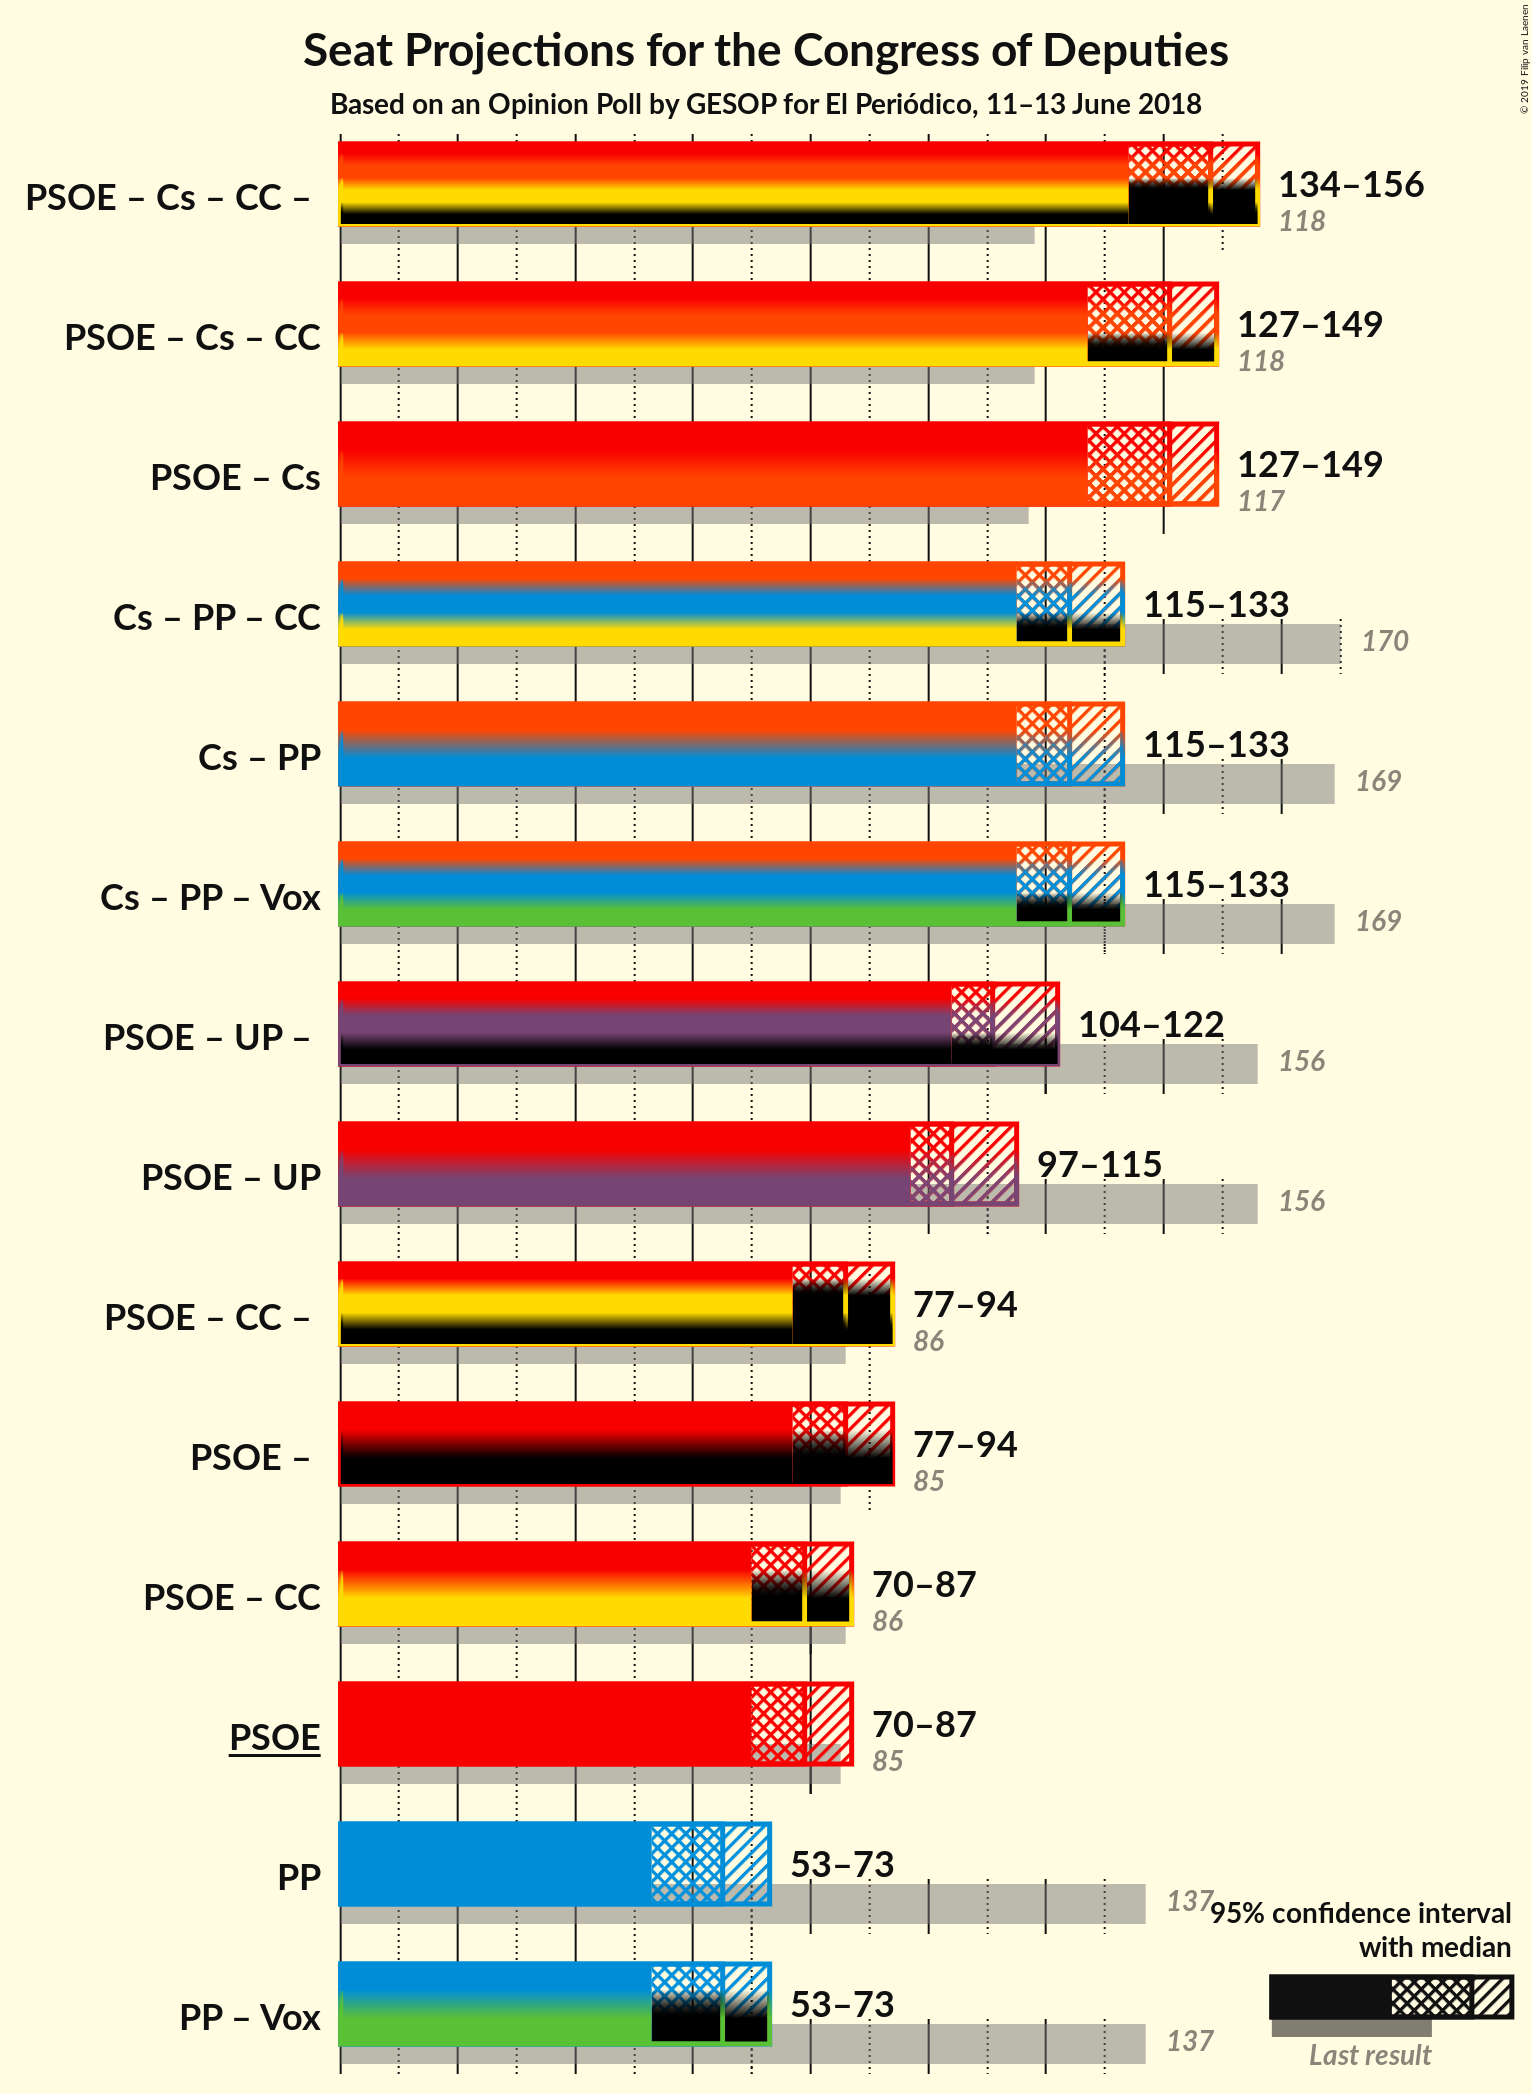 Seat Projections for the Congress of Deputies
Based on an Opinion Poll by GESOP for El Periódico, 11–13 June 2018
© 2019 Filip van Laenen
PSOE – Cs – CC –
134–156
118
PSOE – Cs – CC
127–149
118
PSOE – Cs
127–149
117
Cs – PP – CC
115–133
170
Cs – PP
115–133
169
Cs – PP – Vox
115–133
169
PSOE – UP –
104–122
156
PSOE – UP
97–115
156
PSOE – CC –
77–94
86
PSOE –
77–94
85
PSOE – CC
70–87
86
PSOE
70–87
85
PP
53–73
137
PP – Vox
53–73
137
95% confidence interval
with median
Last result